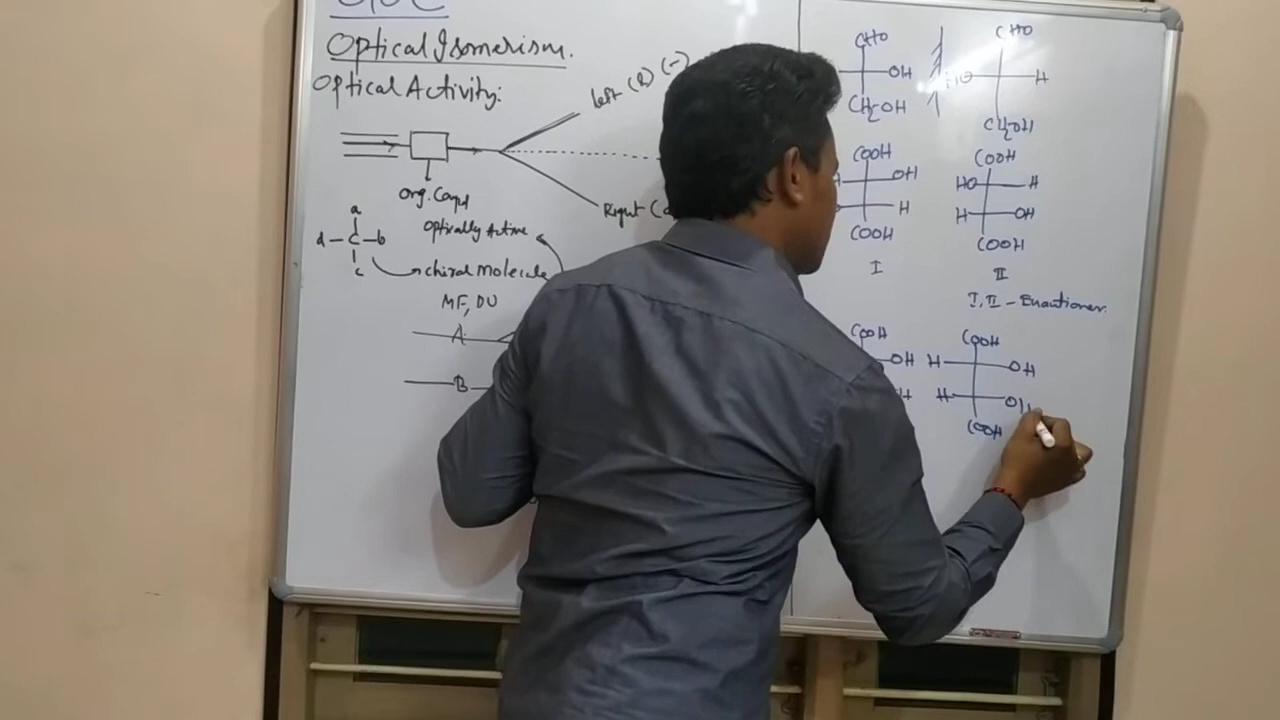 Optical Isomerism.
Optical Activity:
left (l) (-)
Org. Compd
Right (d
Optically Active
a
d - C - b
c
chiral Molecule
MF, DU
A
B
CHO
OH
CH2OH
CHO
HO H
CH2OH
COOH
H OH
H
COOH
I
COOH
HO H
H OH
COOH
II
I, II - Enantiomer.
COOH
OH
H
COOH
H OH
H OH
COOH